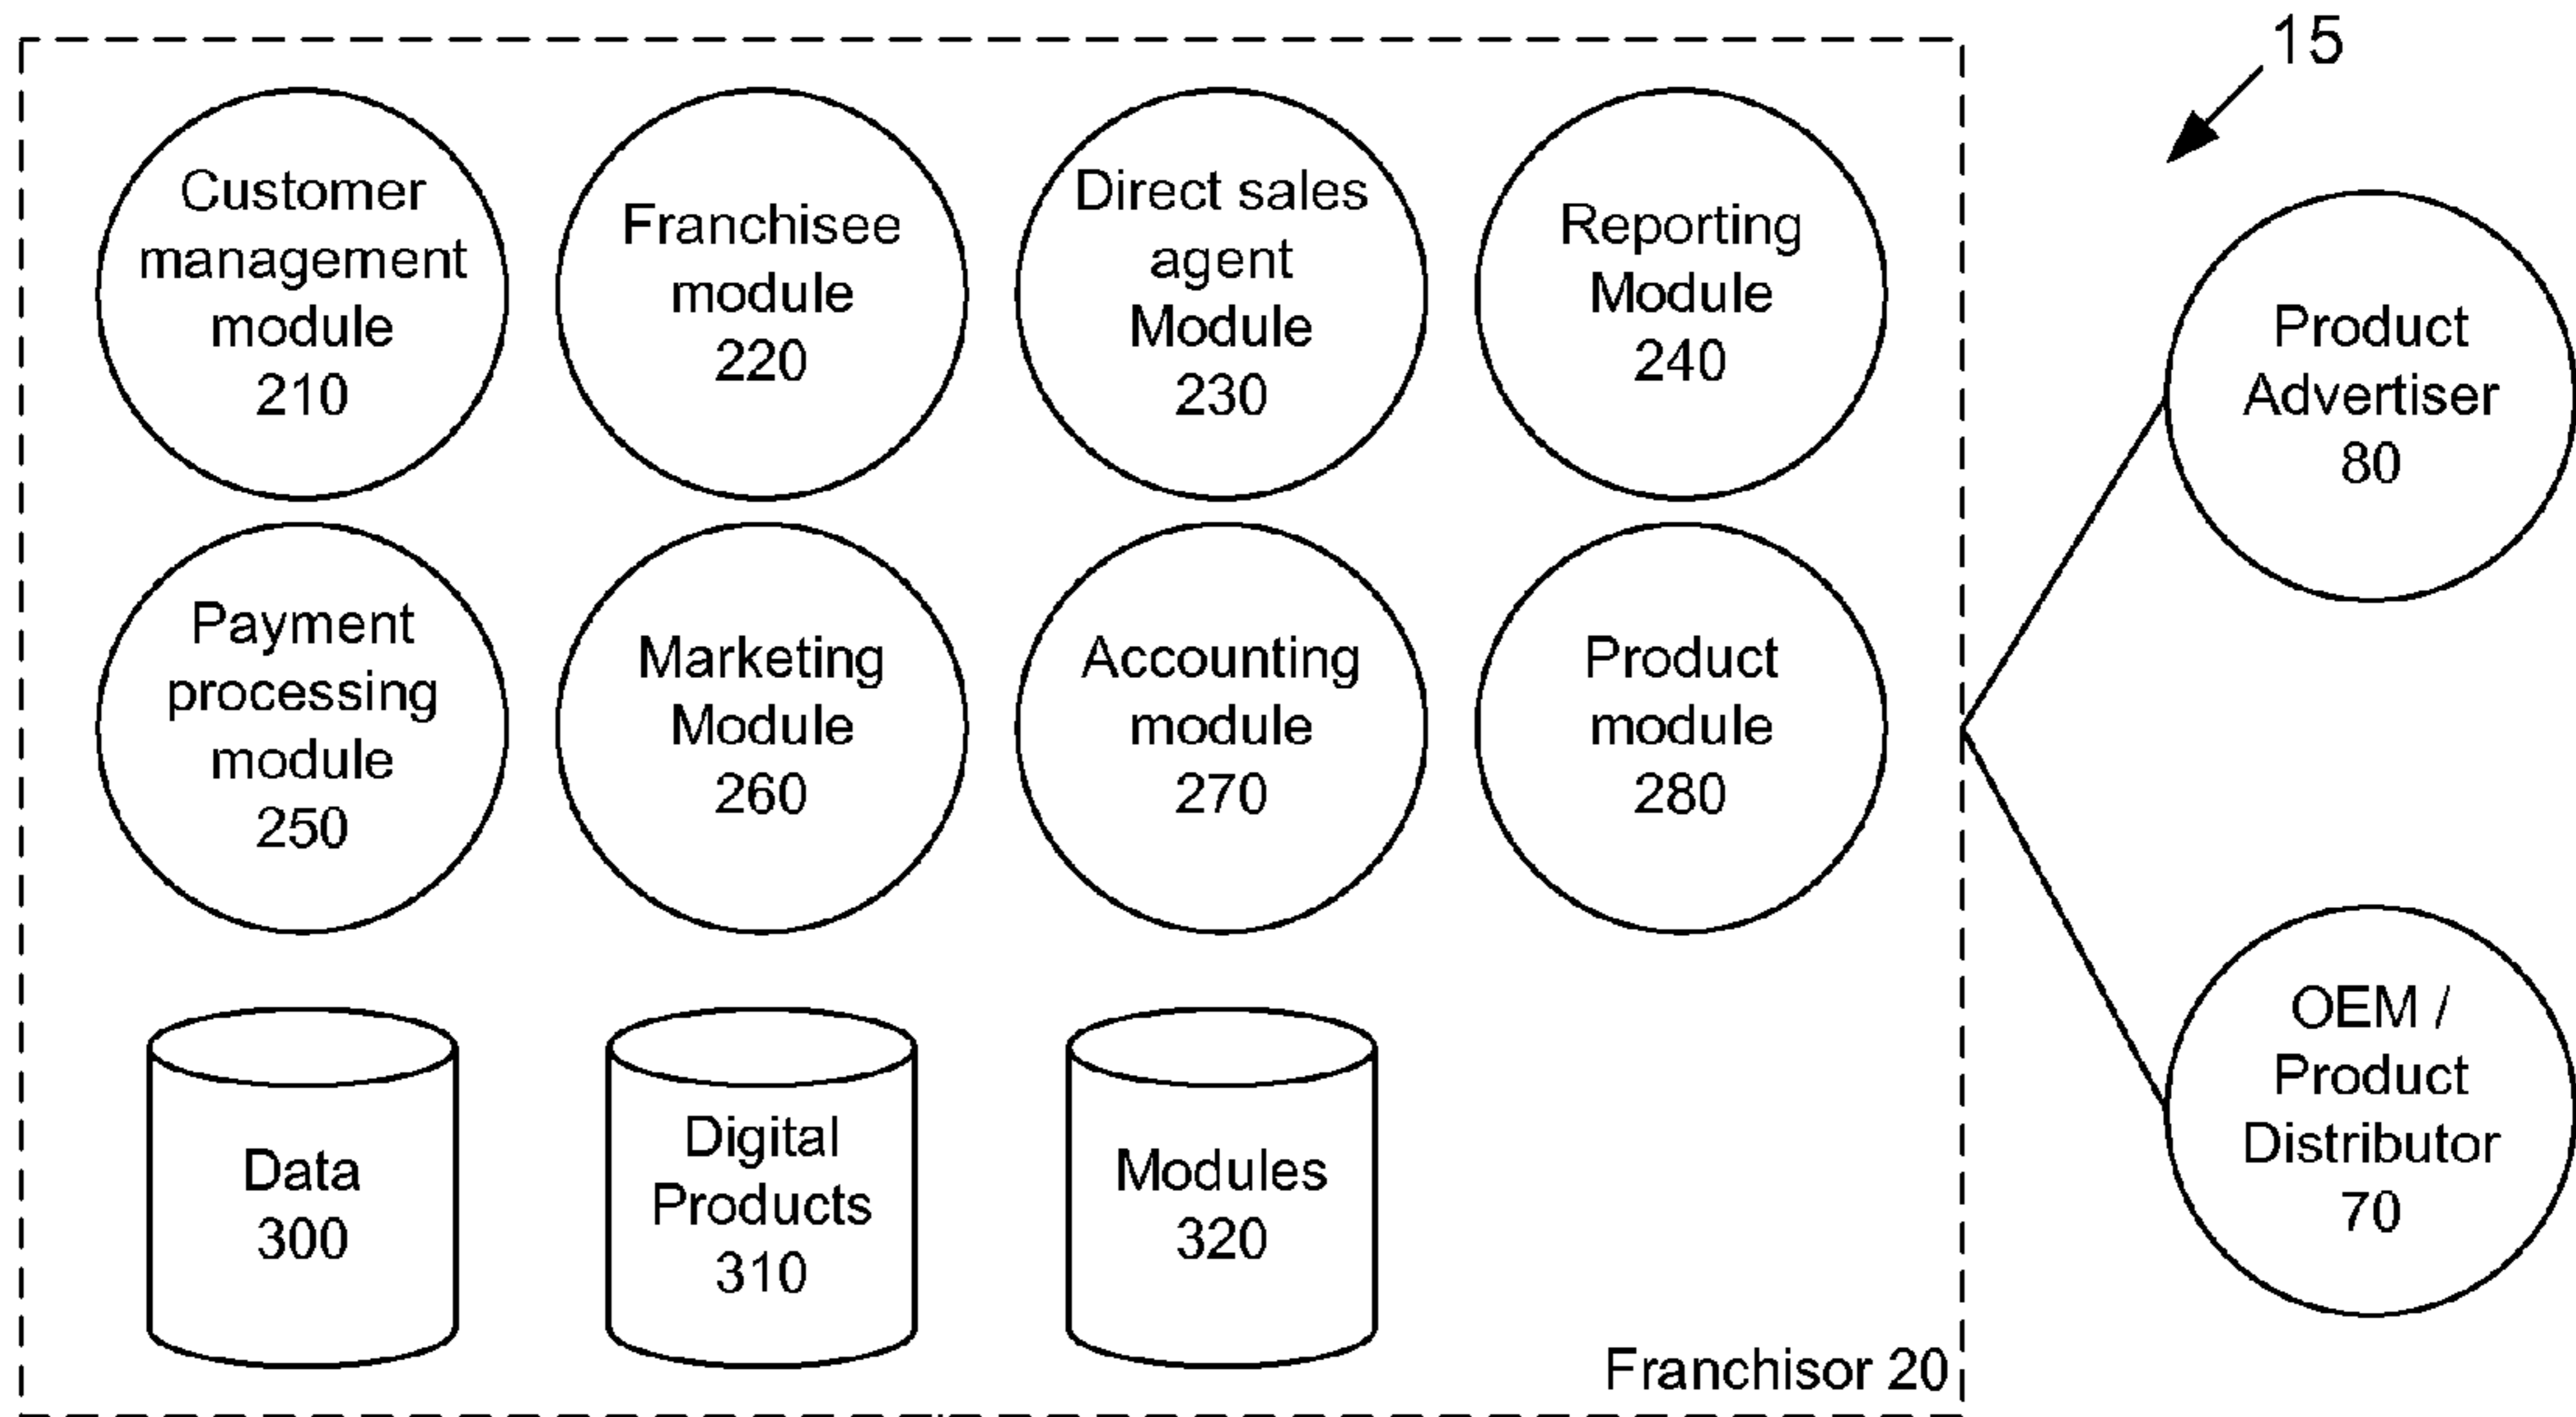 15
Customer
management
module
210
Franchisee
module
220
Direct sales
agent
Module
230
Reporting
Module
240
Product
Advertiser
80
Payment
processing
module
250
Marketing
Module
260
Accounting
module
270
Product
module
280
OEM /
Product
Distributor
70
Data
300
Digital
Products
310
Modules
320
Franchisor 20